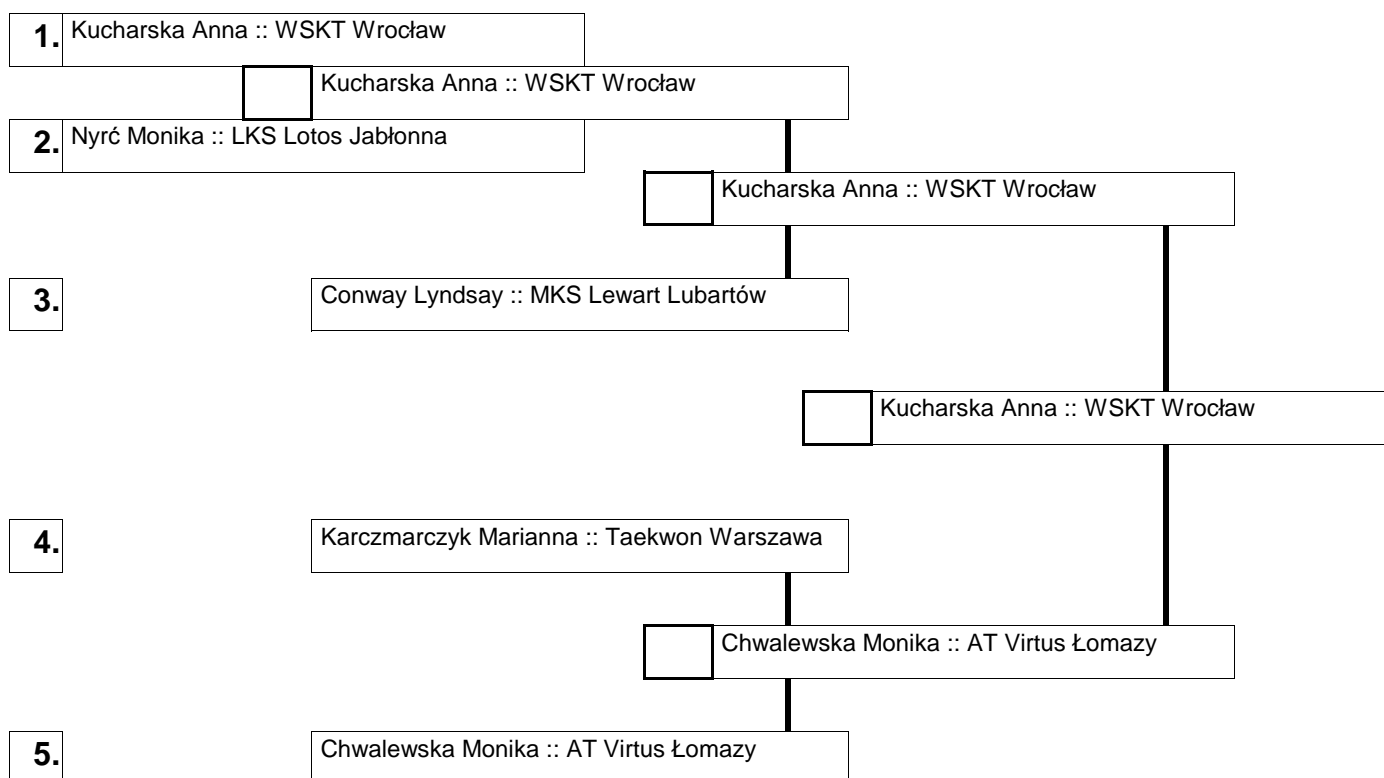 1. Kucharska Anna :: WSKT Wrocław
Kucharska Anna :: WSKT Wrocław
2. Nyrć Monika :: LKS Lotos Jabłonna
Kucharska Anna :: WSKT Wrocław
3. Conway Lyndsay :: MKS Lewart Lubartów
Kucharska Anna :: WSKT Wrocław
4. Karczmarczyk Marianna :: Taekwon Warszawa
Chwalewska Monika :: AT Virtus Łomazy
5. Chwalewska Monika :: AT Virtus Łomazy